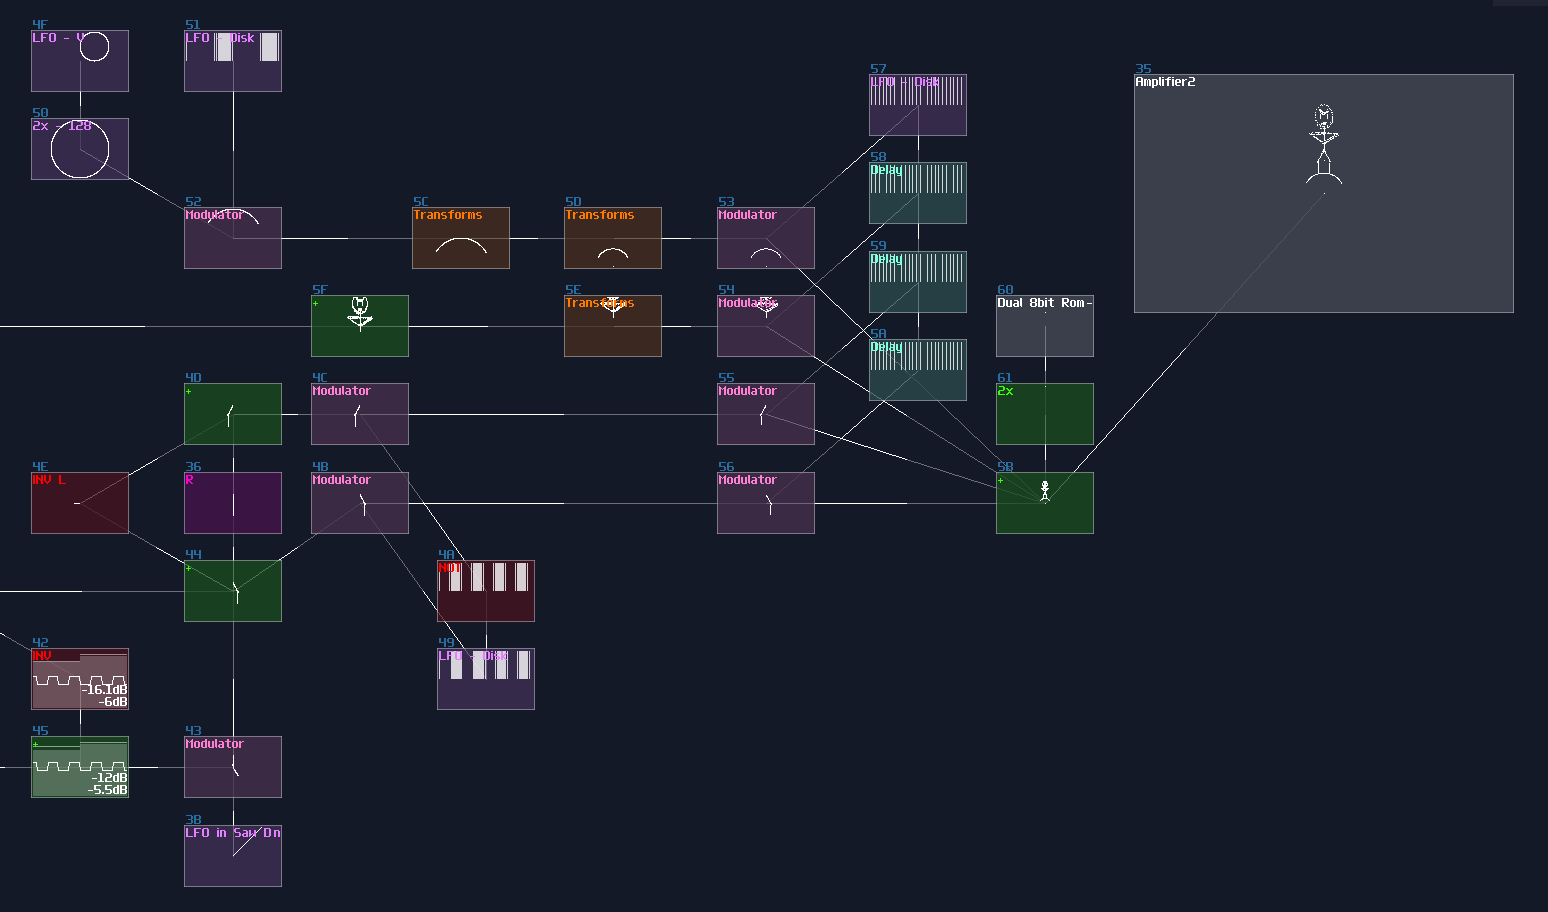 4F
LFO - V
51
LFO - Disk
50
2x - 128
57
LFO - Disk
35
Amplifier2
58
Delay
52
Modulator
5C
Transforms
5D
Transforms
53
Modulator
59
Delay
5F
+
5E
Transforms
54
Modulator
60
Dual 8bit Rom-
5A
Delay
4D
+
4C
Modulator
55
Modulator
61
2x
4E
INV L
36
R
4B
Modulator
56
Modulator
5B
+
44
+
4A
NOT
42
INV
-16.1dB
-6dB
49
LFO - Disk
45
+
-12dB
-5.5dB
43
Modulator
3B
LFO in Saw Dn